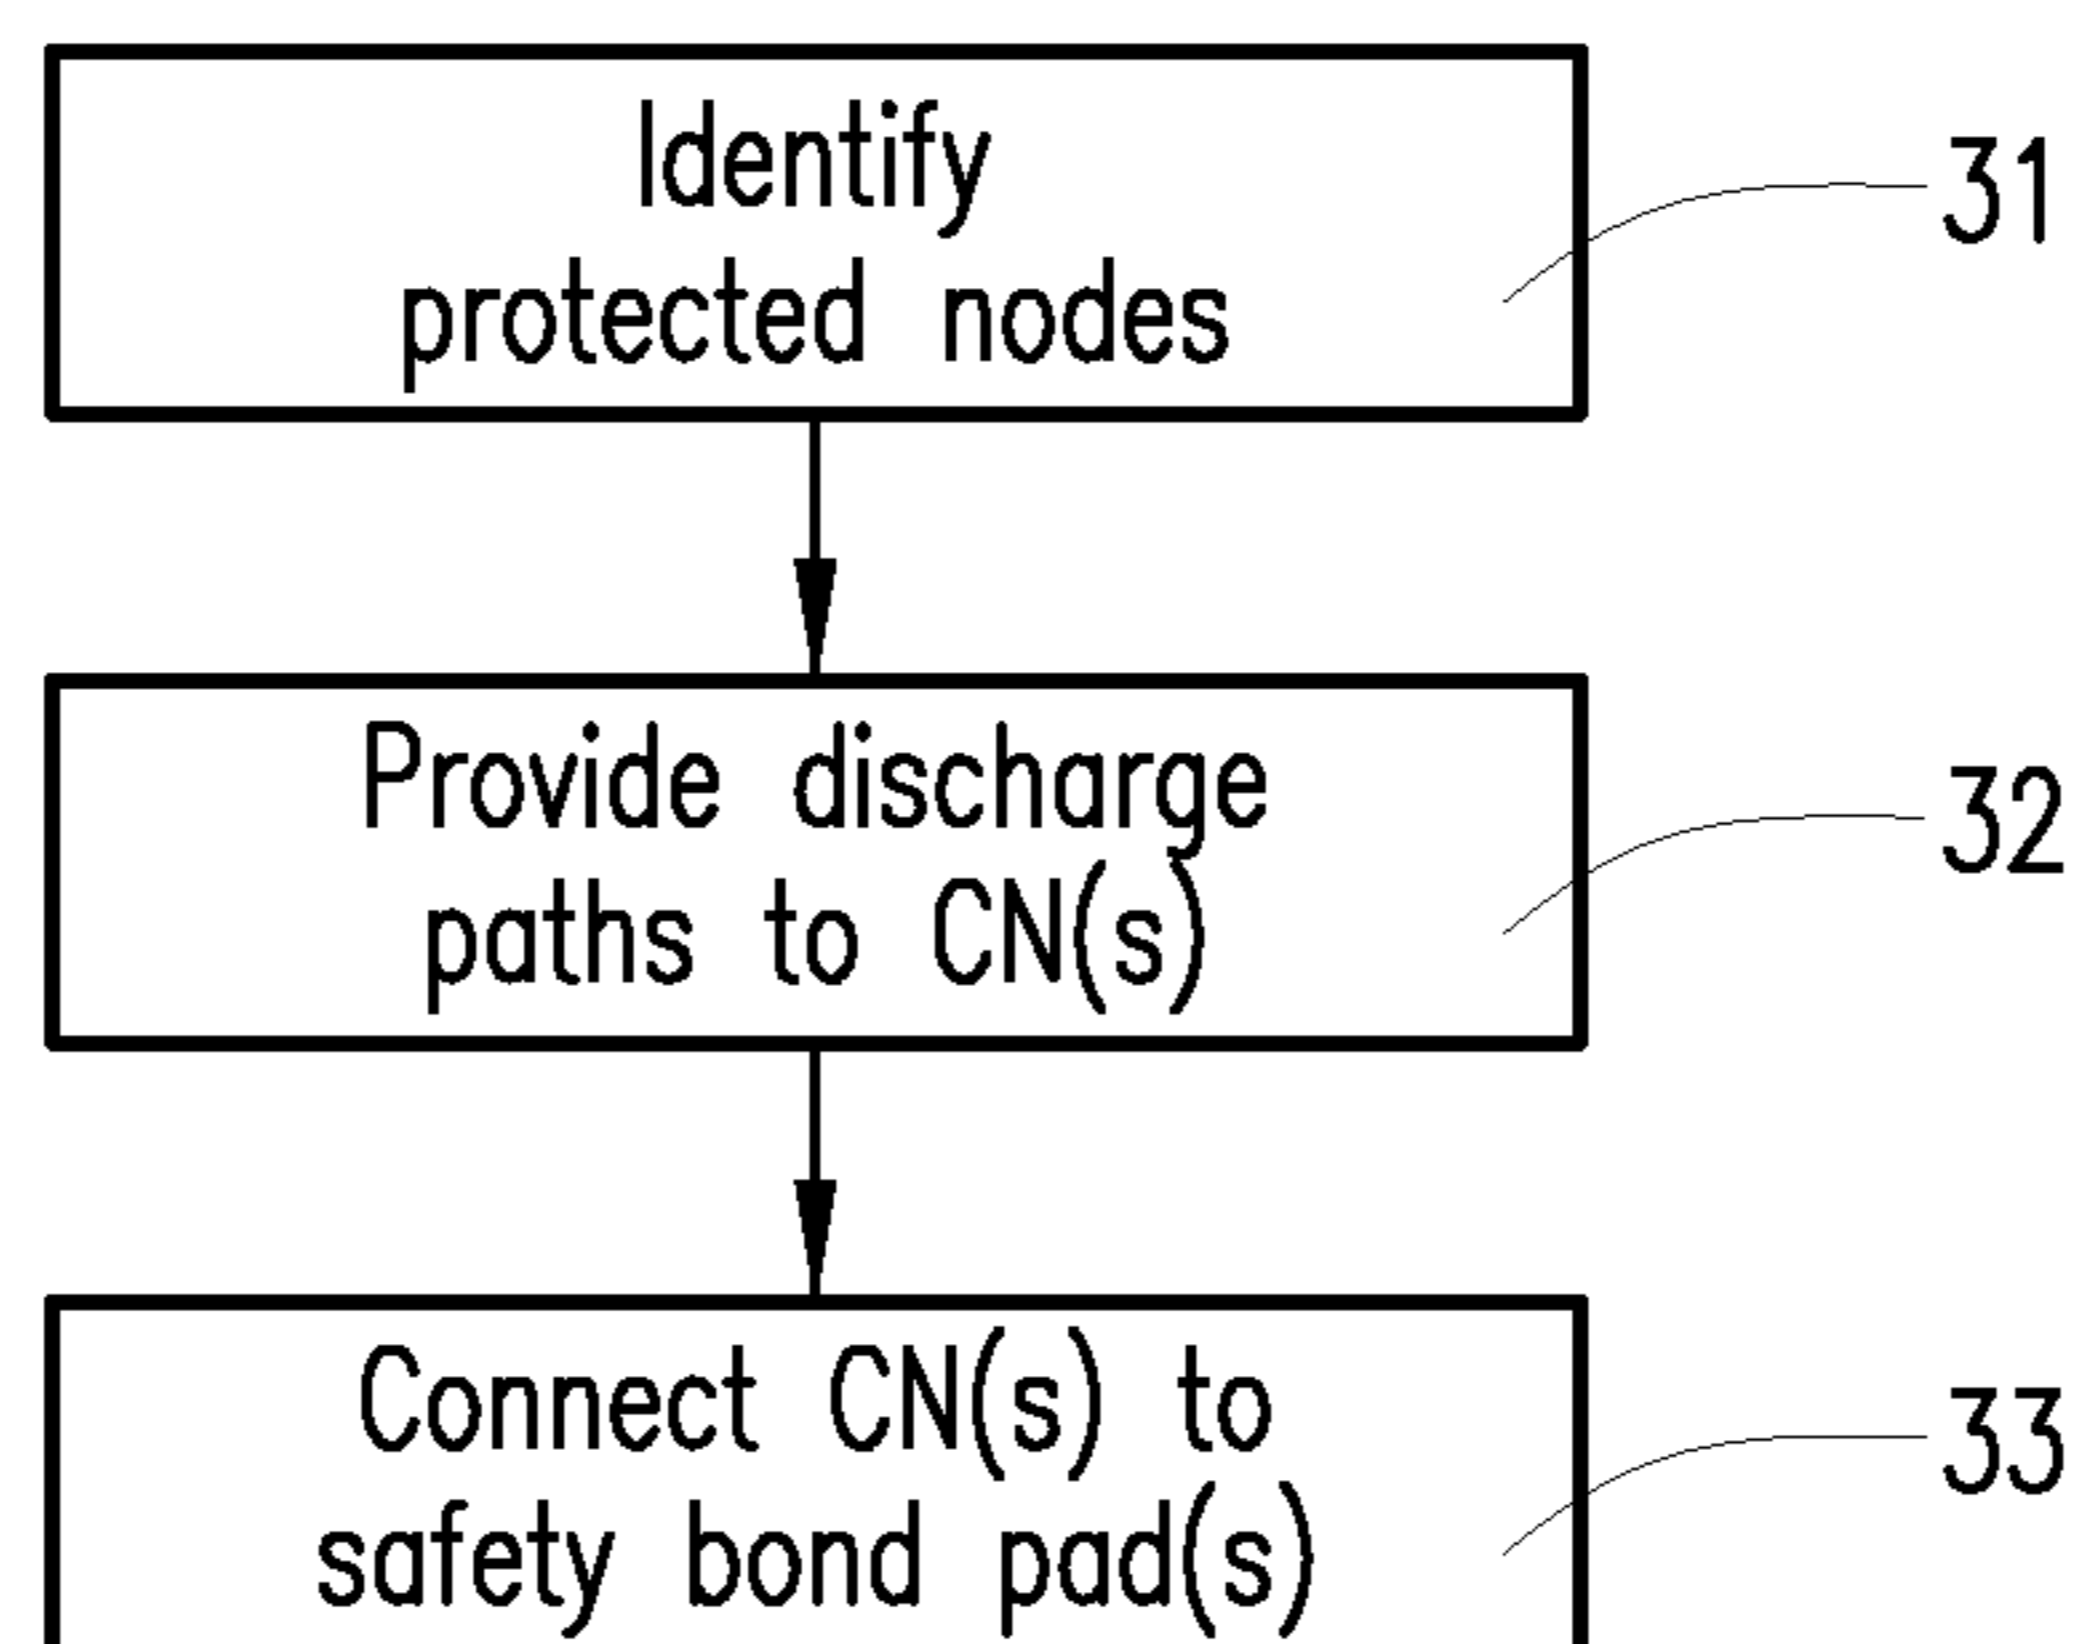 Identify
protected nodes
31
Provide discharge
paths to CN(s)
32
Connect CN(s) to
safety bond pad(s)
33